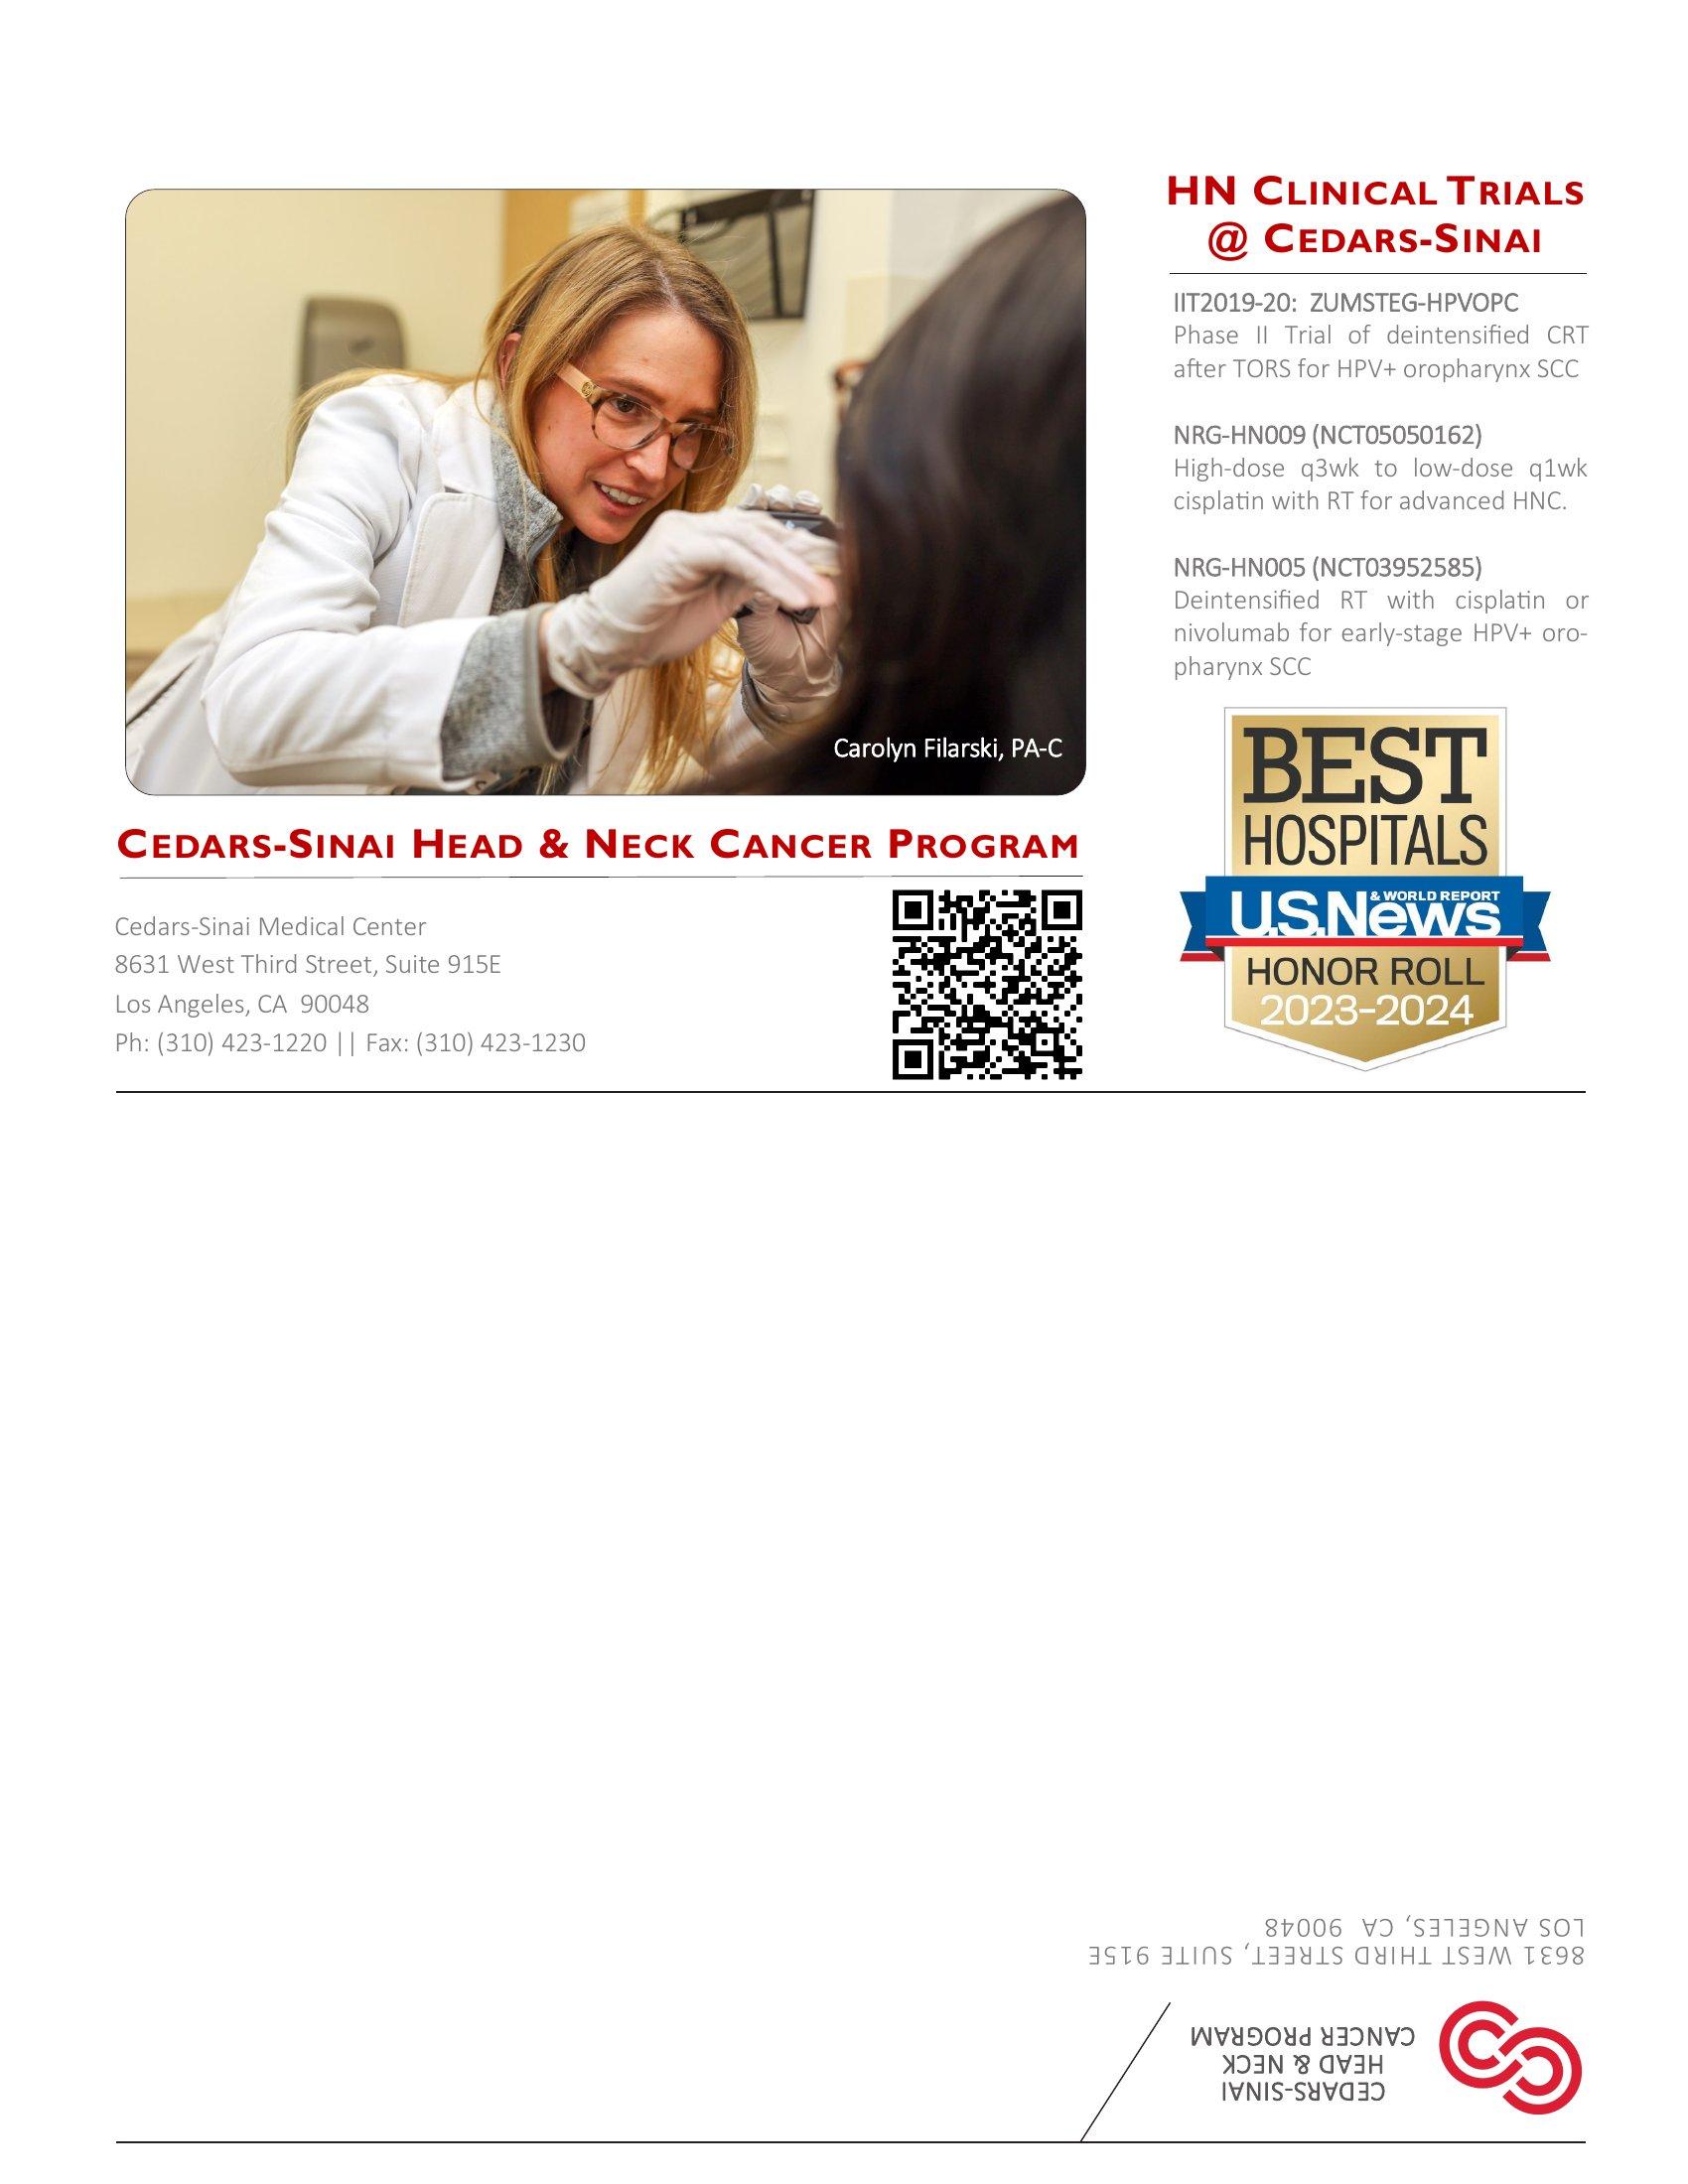 Carolyn Filarski, PA-C
CEDARS-SINAI HEAD & NECK CANCER PROGRAM
Cedars-Sinai Medical Center
8631 West Third Street, Suite 915E
Los Angeles, CA  90048
Ph: (310) 423-1220 || Fax: (310) 423-1230
HN CLINICAL TRIALS
@ CEDARS-SINAI
IIT2019-20:  ZUMSTEG-HPVOPC
Phase II Trial of deintensified CRT
after TORS for HPV+ oropharynx SCC
NRG-HN009 (NCT05050162)
High-dose q3wk to low-dose q1wk
cisplatin with RT for advanced HNC.
NRG-HN005 (NCT03952585)
Deintensified RT with cisplatin or
nivolumab for early-stage HPV+ oro-
pharynx SCC
BEST
HOSPITALS
U.S.News & WORLD REPORT
HONOR ROLL
2023-2024
CEDARS-SINAI
HEAD & NECK
CANCER PROGRAM
8631 WEST THIRD STREET, SUITE 915E
LOS ANGELES, CA  90048